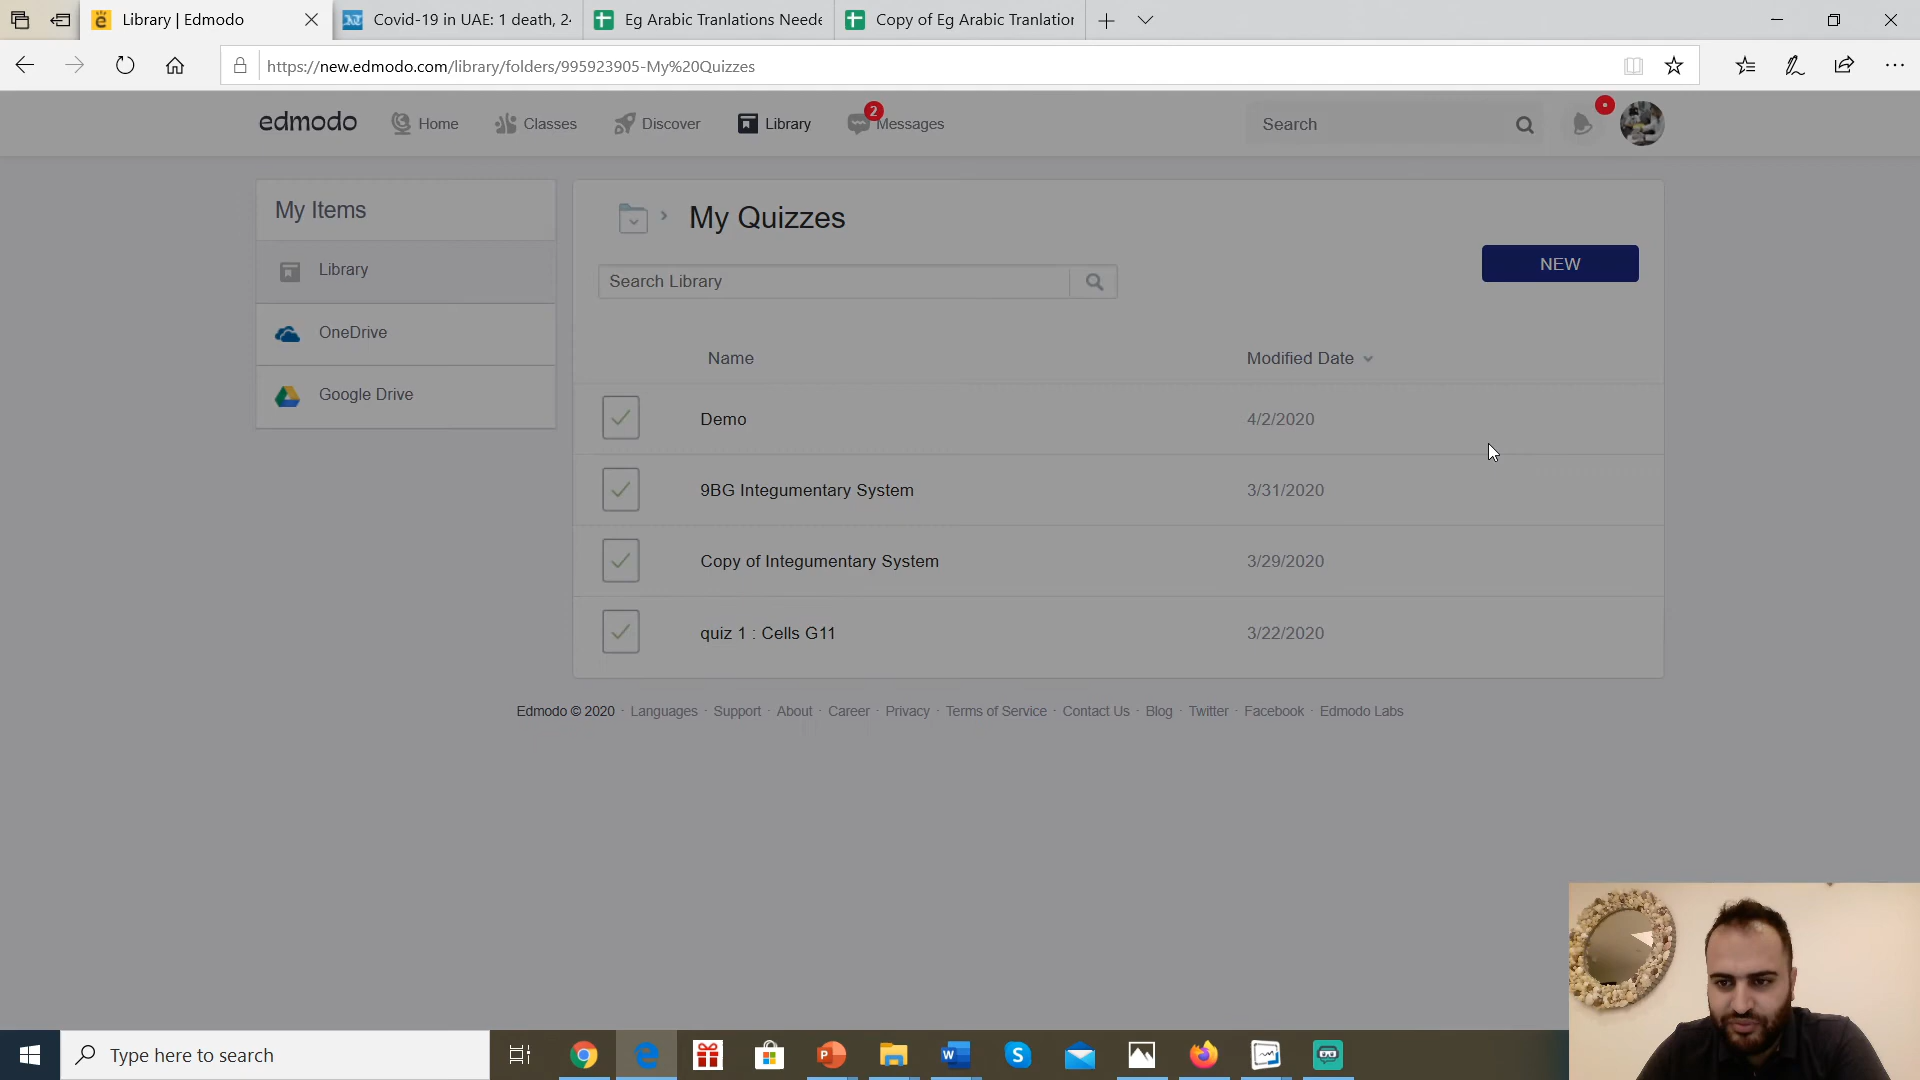 Library | Edmodo
Covid-19 in UAE: 1 death, 24
Eg Arabic Tranlations Neede
Copy of Eg Arabic Tranlation
https://new.edmodo.com/library/folders/995923905-My%20Quizzes
edmodo
Home
Classes
Discover
Library
2
Messages
Search
My Items
Library
OneDrive
Google Drive
My Quizzes
Search Library
NEW
Name
Modified Date
Demo
4/2/2020
9BG Integumentary System
3/31/2020
Copy of Integumentary System
3/29/2020
quiz 1 : Cells G11
3/22/2020
Edmodo © 2020 · Languages · Support · About · Career · Privacy · Terms of Service · Contact Us · Blog · Twitter · Facebook · Edmodo Labs
Type here to search